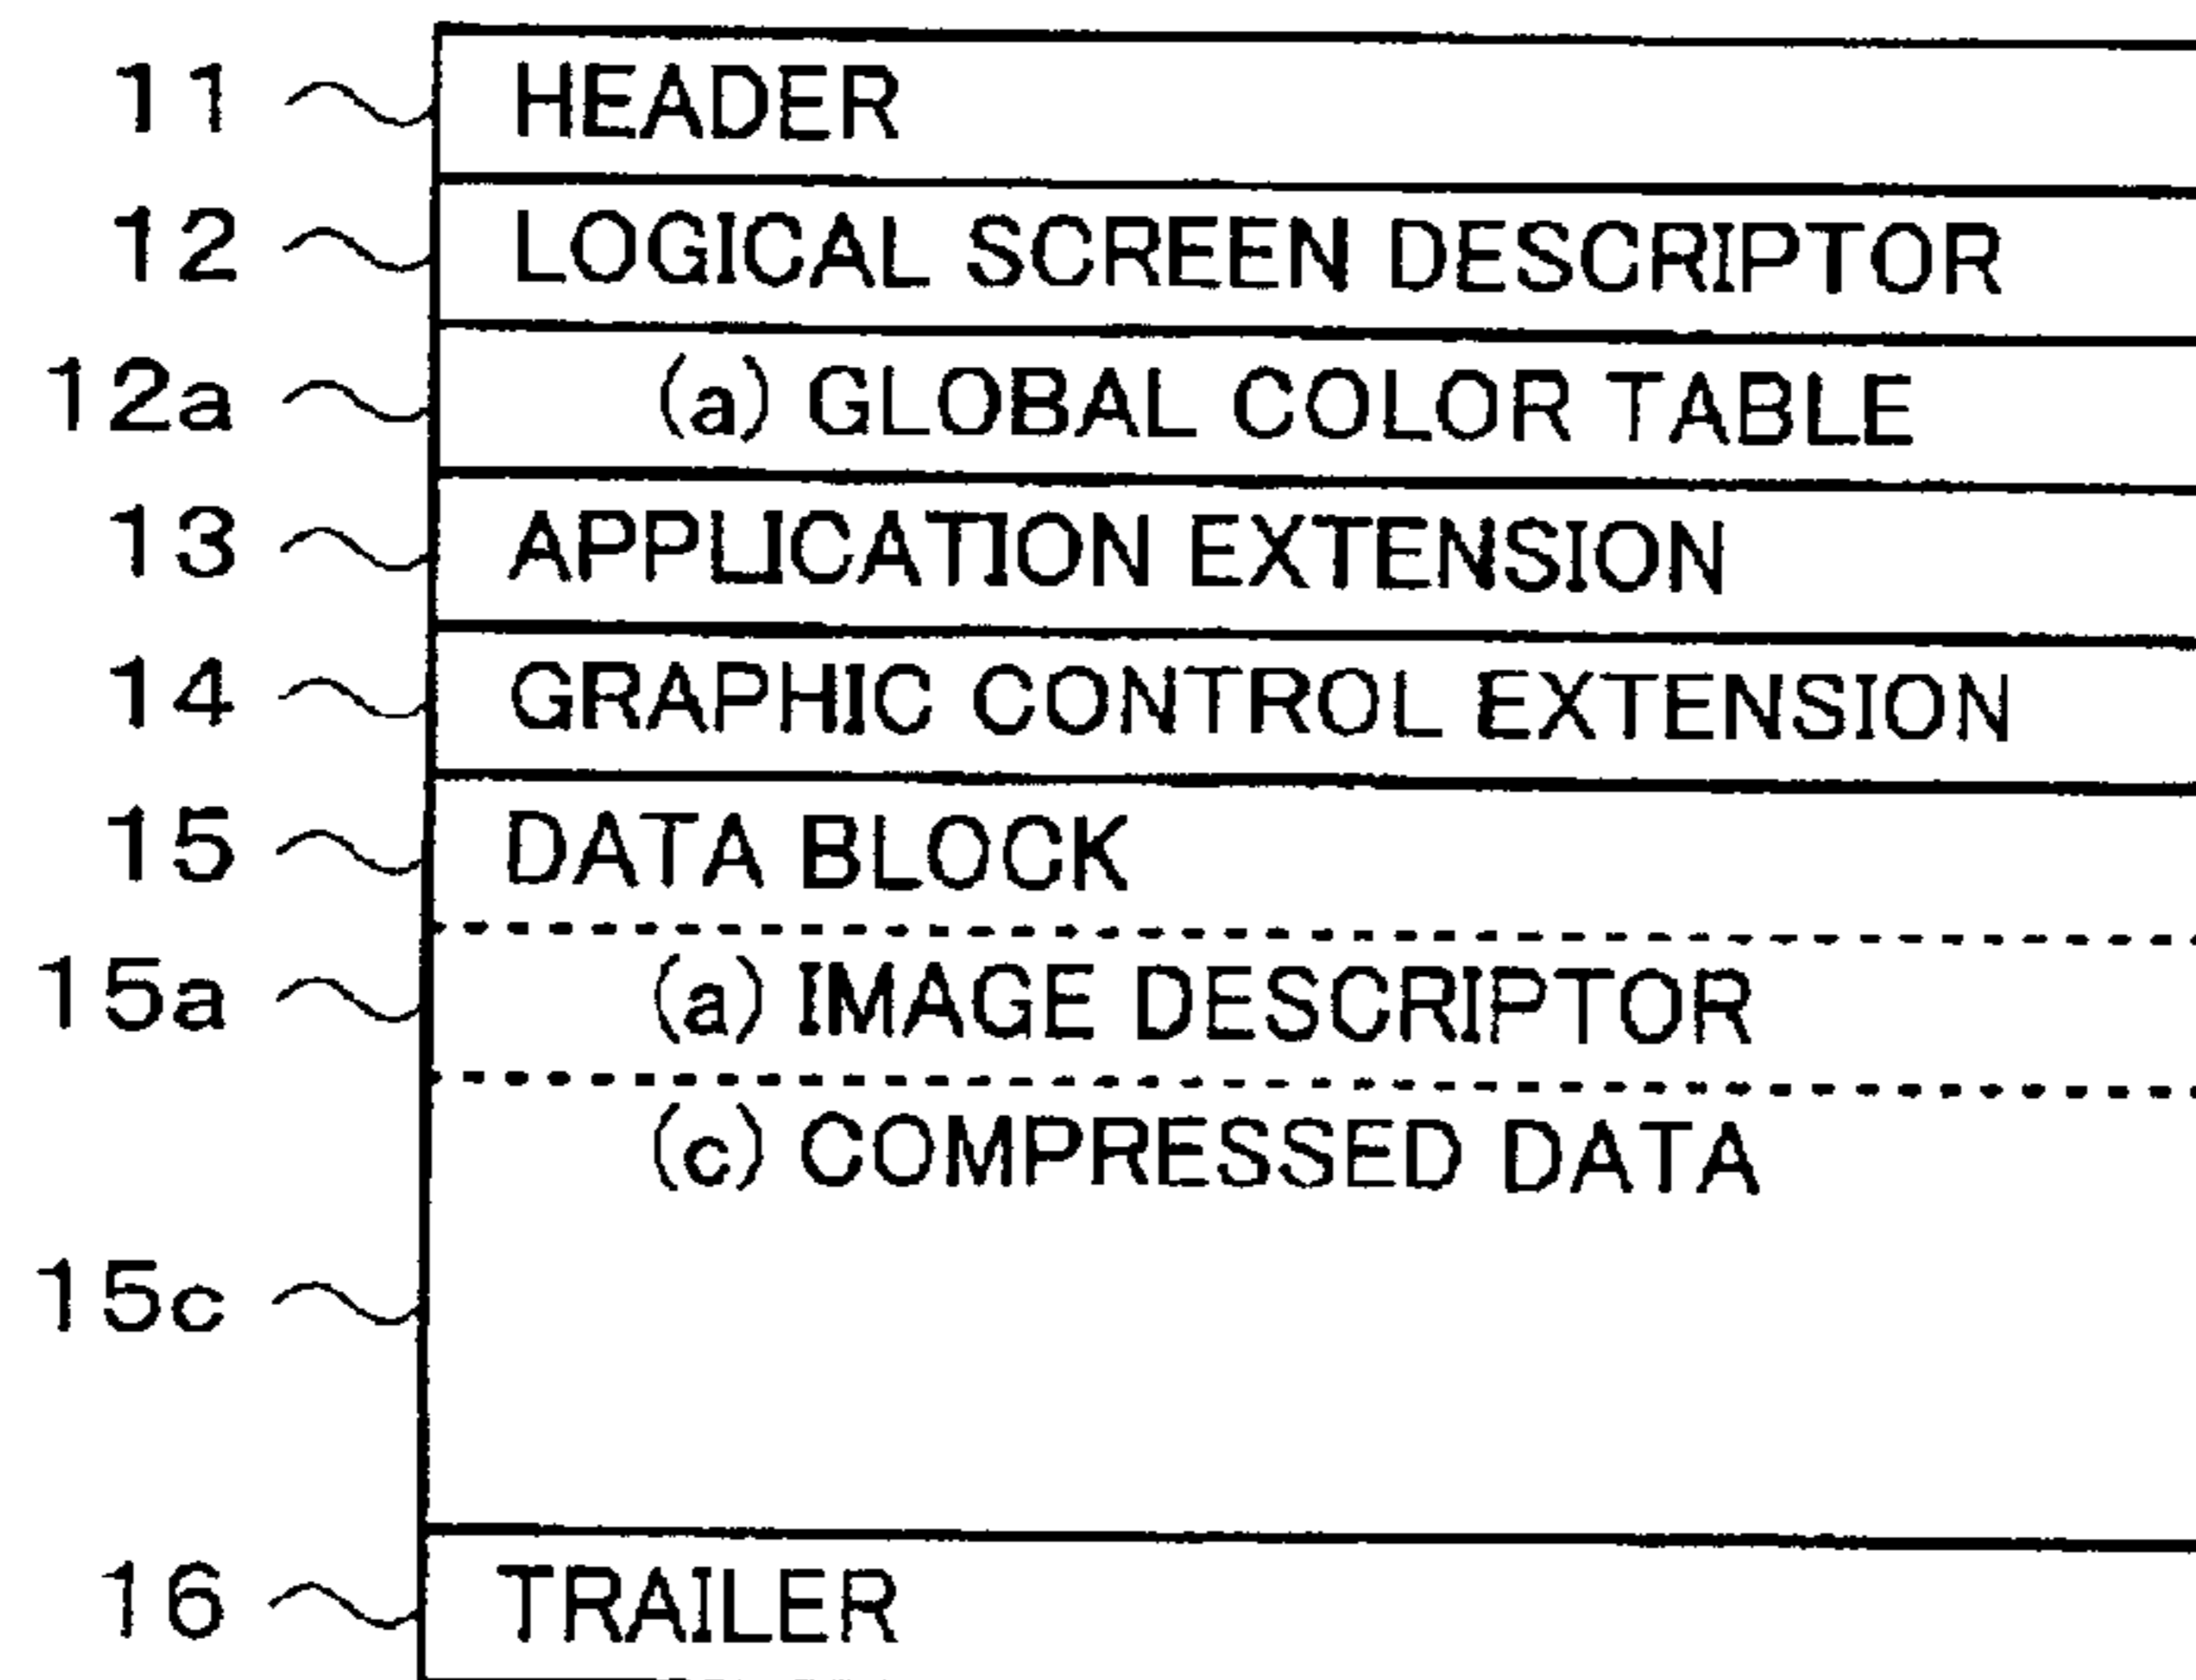 11 HEADER
12 LOGICAL SCREEN DESCRIPTOR
12a (a) GLOBAL COLOR TABLE
13 APPLICATION EXTENSION
14 GRAPHIC CONTROL EXTENSION
15 DATA BLOCK
15a (a) IMAGE DESCRIPTOR
(c) COMPRESSED DATA
15c
16 TRAILER